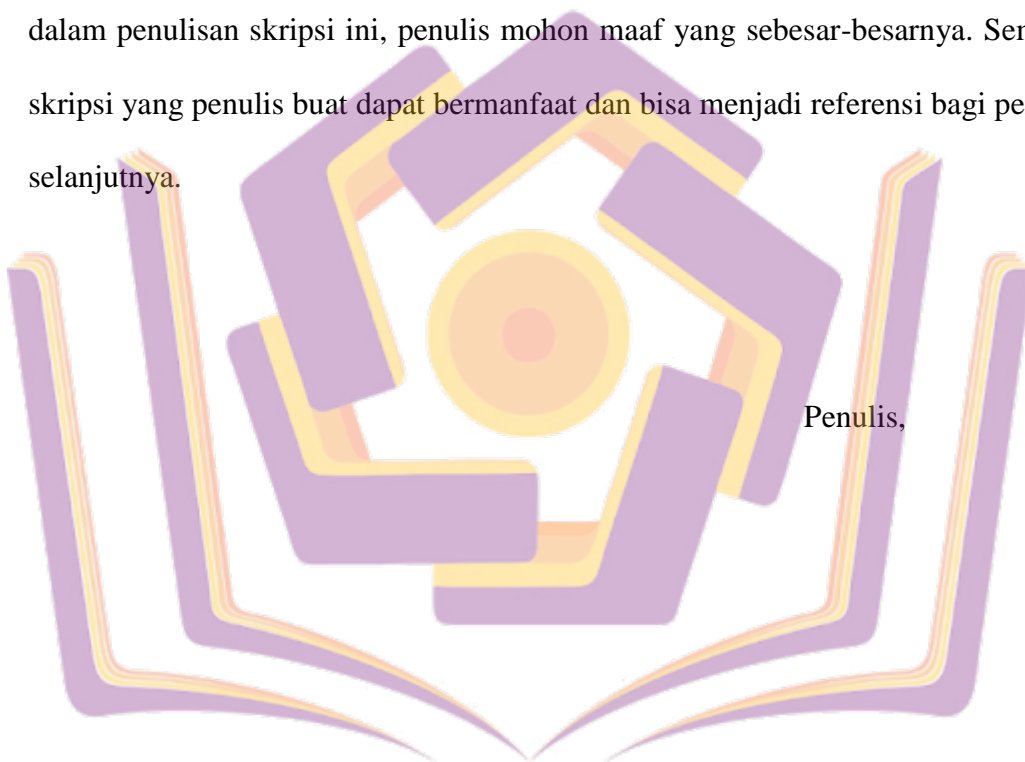 dalam penulisan skripsi ini, penulis mohon maaf yang sebesar-besarnya. Sem
skripsi yang penulis buat dapat bermanfaat dan bisa menjadi referensi bagi pe
selanjutnya.
Penulis,